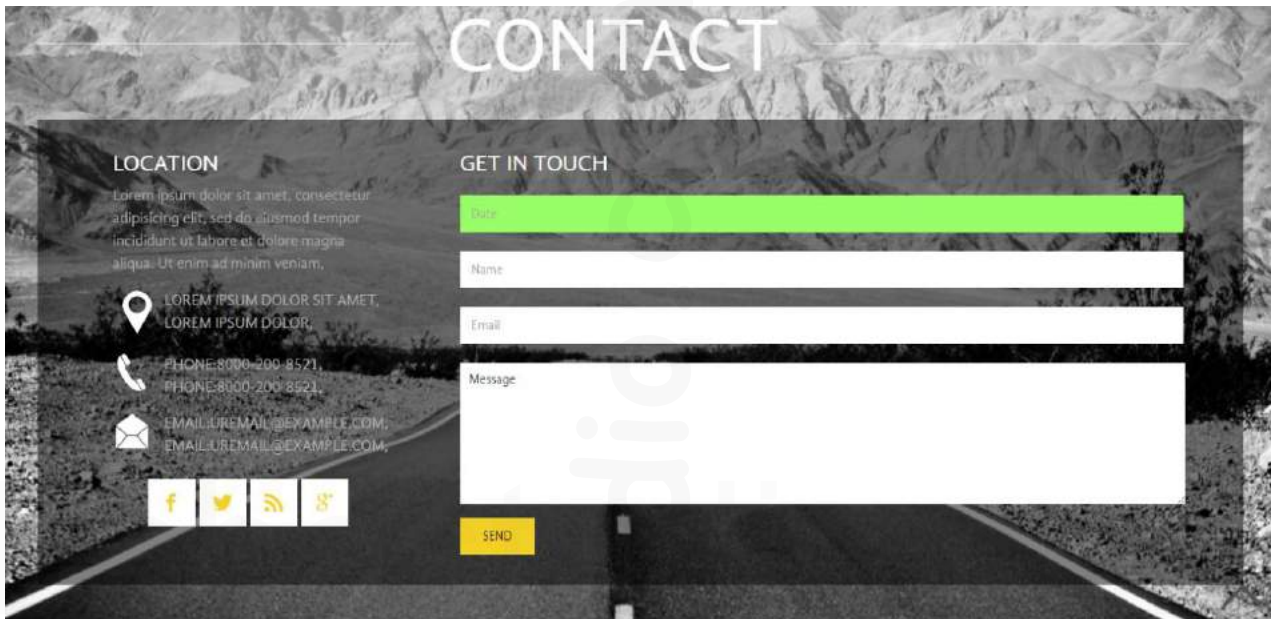 CONTACT
LOCATION
Lorem ipsum dolor sit amet, consectetur
adipisicing elit, sed do eiusmod tempor
incididunt ut labore et dolore magna
aliqua. Ut enim ad minim veniam,
LOREM IPSUM DOLOR SIT AMET,
LOREM IPSUM DOLOR,
PHONE:8000-200-8521,
PHONE:8000-200-8521,
EMAIL:UREMAIL@EXAMPLE.COM,
EMAIL:UREMAIL@EXAMPLE.COM,
GET IN TOUCH
Date
Name
Email
Message
SEND